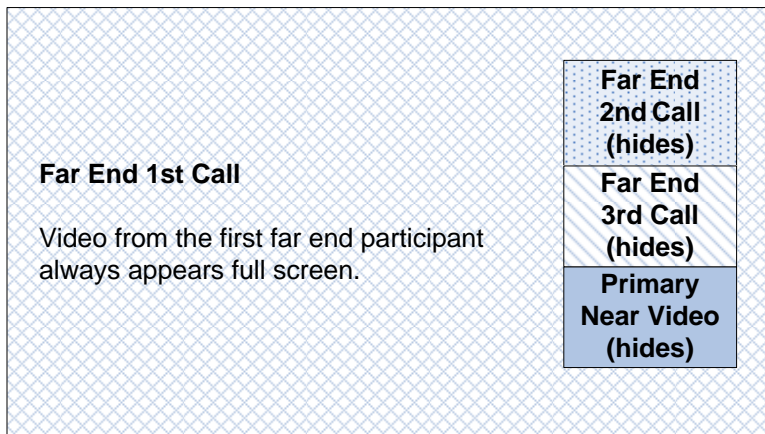 Far End 1st Call
Video from the first far end participant
always appears full screen.
Far End
2nd Call
(hides)
Far End
3rd Call
(hides)
Primary
Near Video
(hides)